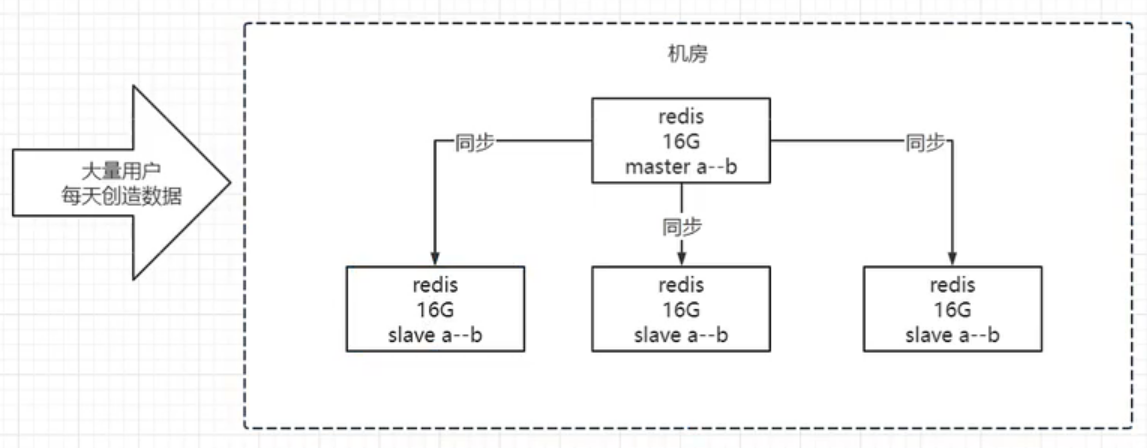 机房
大量用户
每天创造数据
redis
16G
master a--b
同步
同步
同步
redis
16G
slave a--b
redis
16G
slave a--b
redis
16G
slave a--b